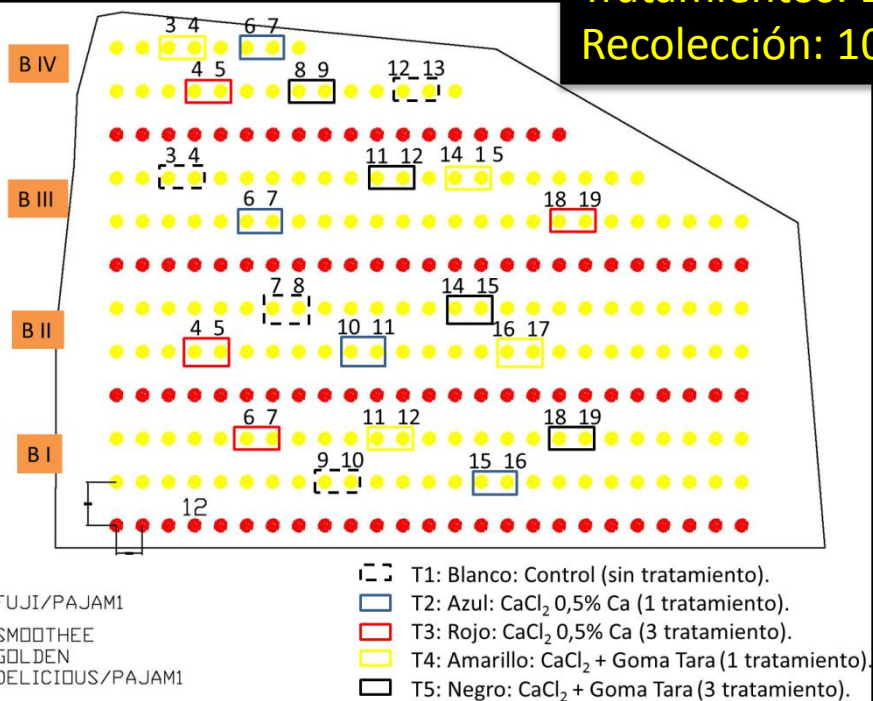 Tratamientos:
Recolección: 10
3 4 6 7
B IV
4 5 8 9 12 13
3 4 11 12 14 1 5
B III
6 7 18 19
7 8 14 15
B II
4 5 10 11 16 17
6 7 11 12 18 19
B I
9 10 15 16
12
T1: Blanco: Control (sin tratamiento).
T2: Azul: CaCl₂ 0,5% Ca (1 tratamiento).
T3: Rojo: CaCl₂ 0,5% Ca (3 tratamiento).
T4: Amarillo: CaCl₂ + Goma Tara (1 tratamiento).
T5: Negro: CaCl₂ + Goma Tara (3 tratamiento).
FUJI/PAJAM1
SMOOTHEE
GOLDEN
DELICIOUS/PAJAM1